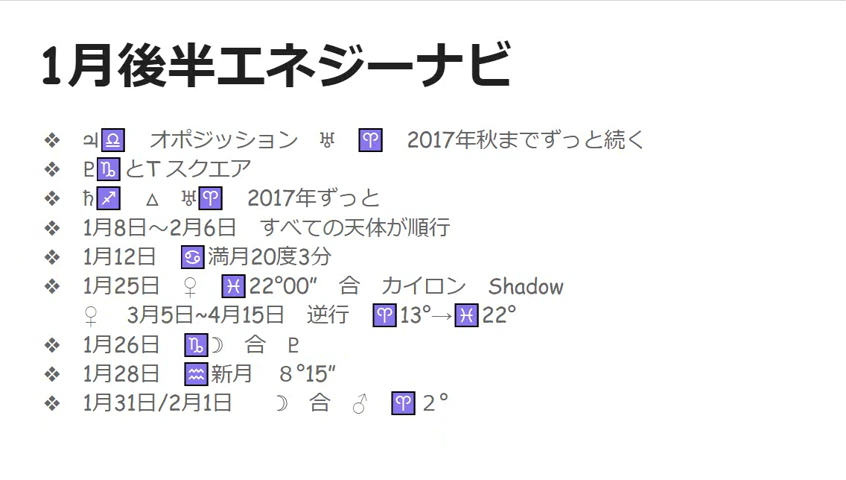 1月後半エネジーナビ
❖ ♃♎ オポジッション ♅ ♈ 2017年秋までずっと続く
❖ ♇♑とTスクエア
❖ ♄♐ △ ♅♈ 2017年ずっと
❖ 1月8日～2月6日 すべての天体が順行
❖ 1月12日 ♋満月20度3分
❖ 1月25日 ♀ ♓22°00” 合 カイロン Shadow
♀ 3月5日~4月15日 逆行 ♈13°→♓22°
❖ 1月26日 ♑☽ 合 ♇
❖ 1月28日 ♒新月 8°15”
❖ 1月31日/2月1日 ☽ 合 ♂ ♈２°